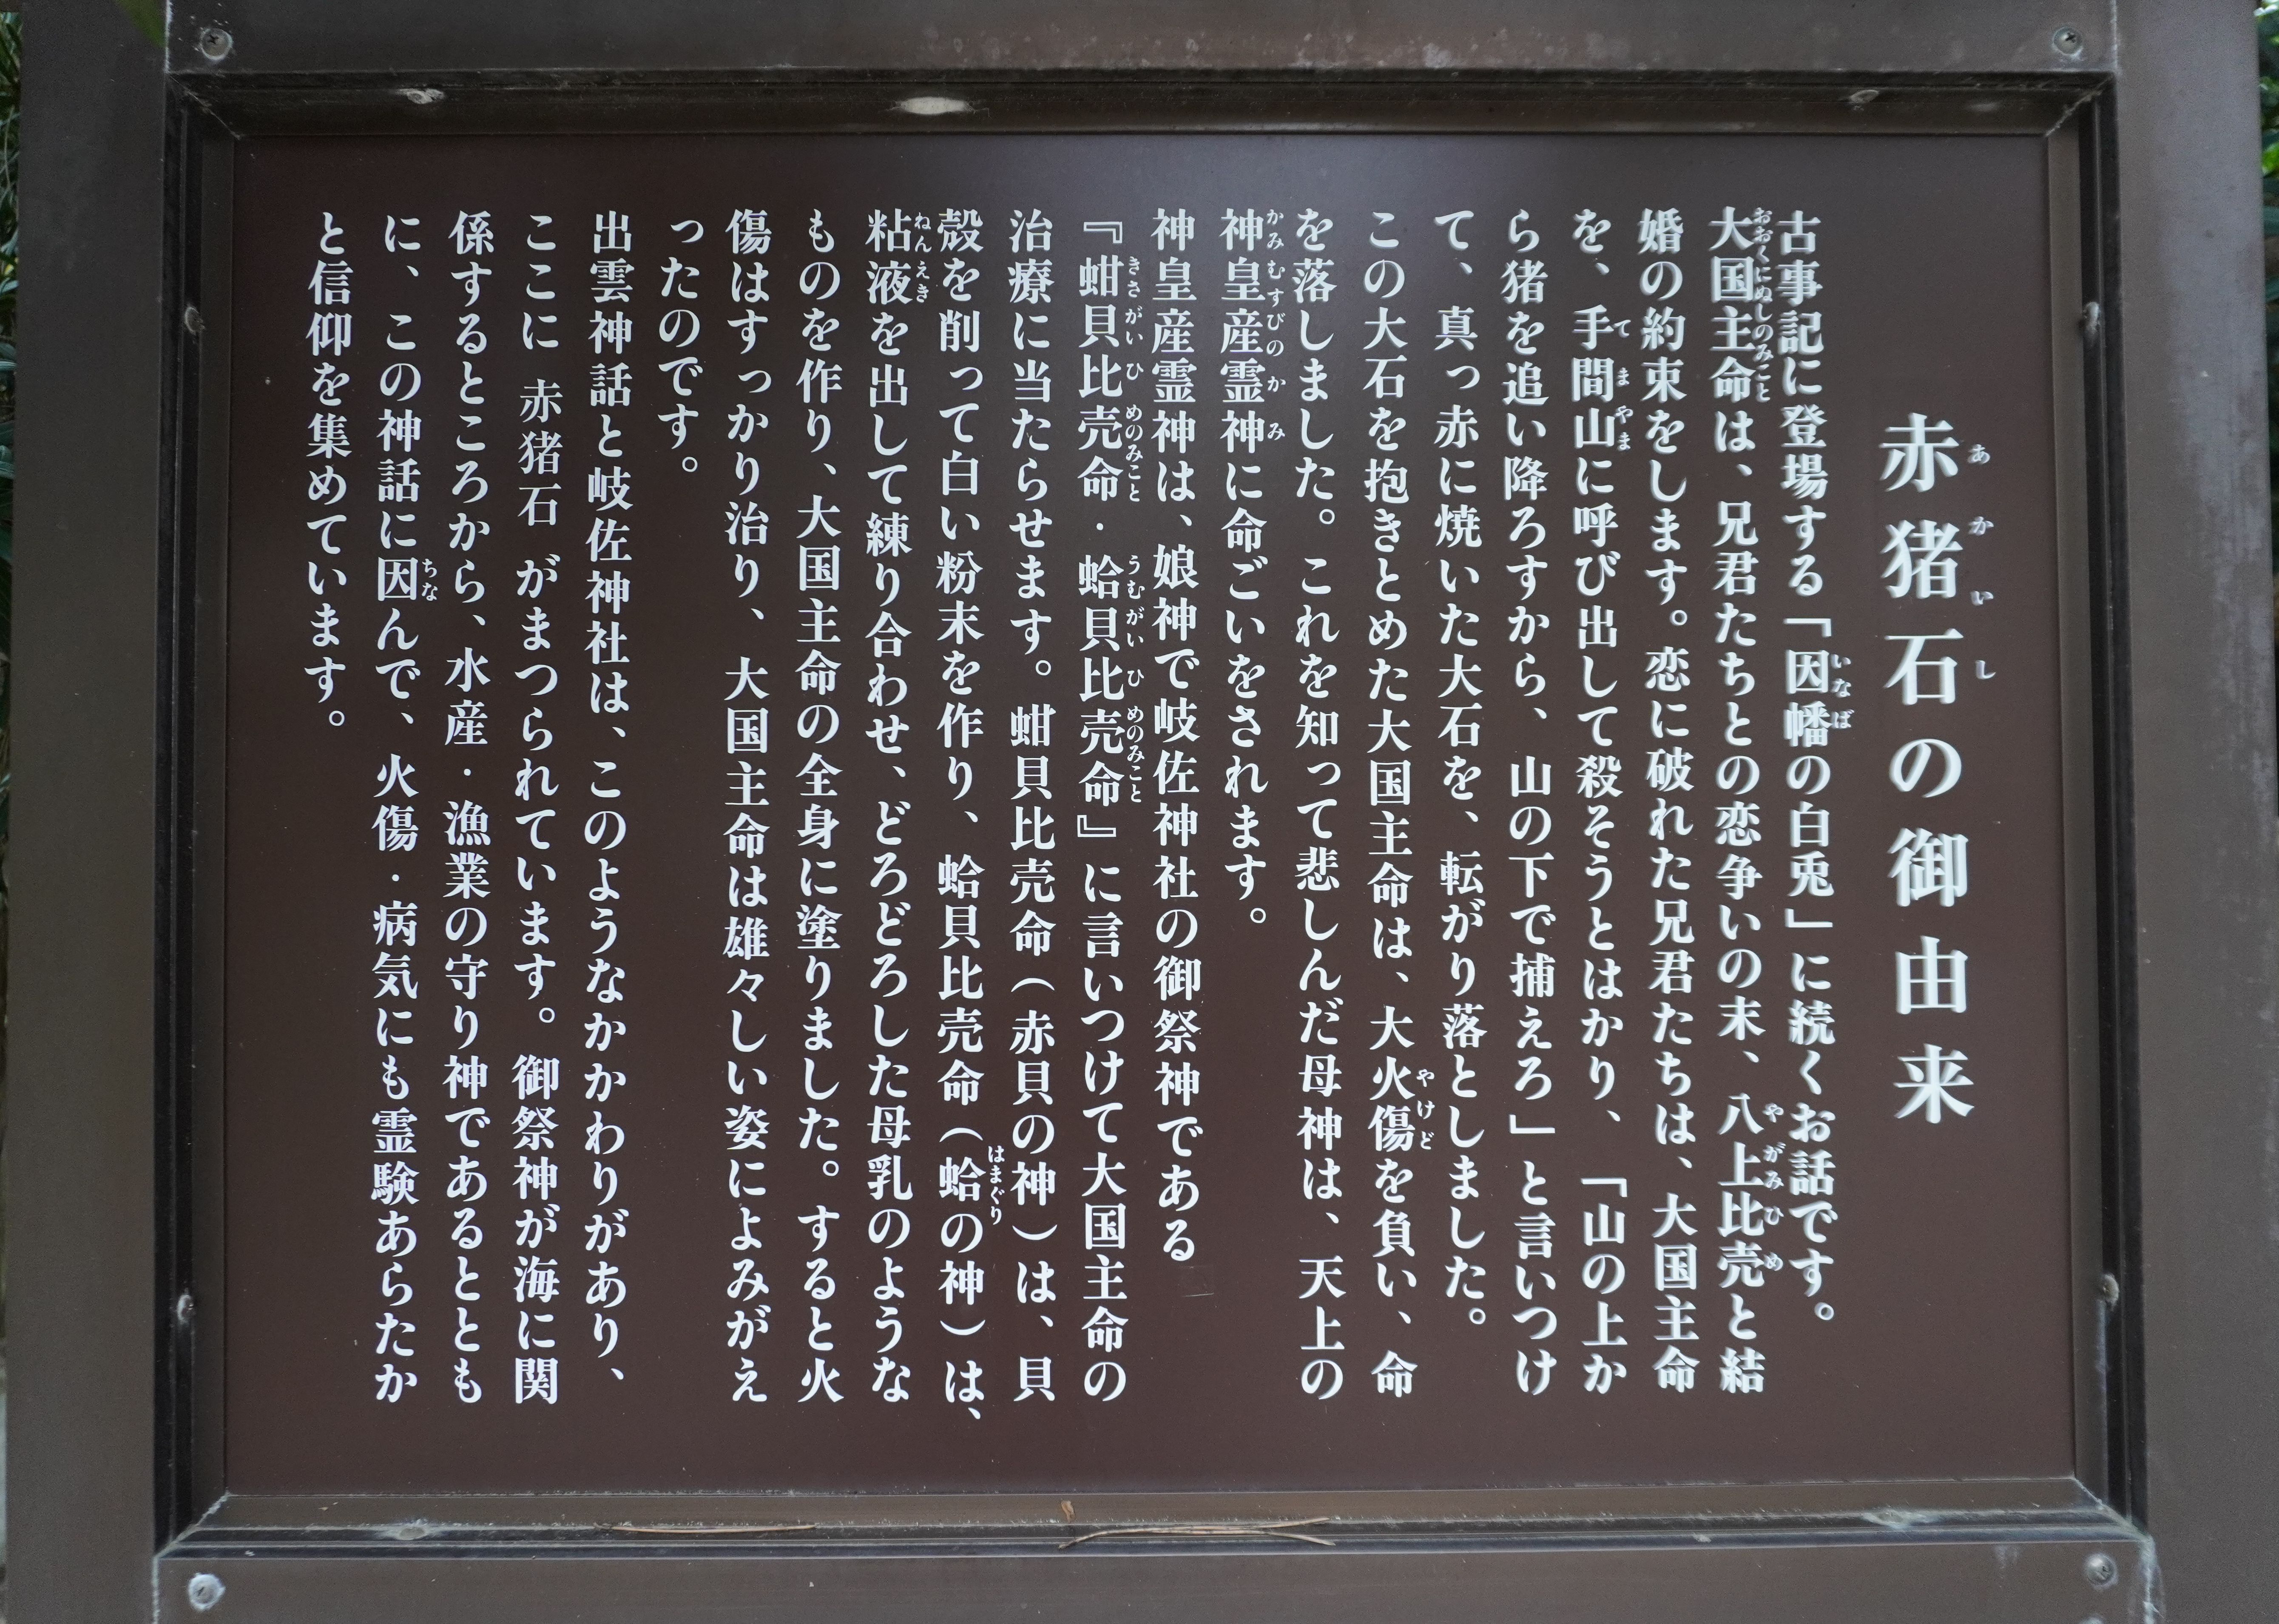 赤猪石の御由来
古事記に登場する「因幡の白兎」に続くお話です。
大国主命は、兄君たちとの恋争いの末、八上比売と結
婚の約束をします。恋に破れた兄君たちは、大国主命
を、手間山に呼び出して殺そうとはかり、「山の上か
ら猪を追い降ろすから、山の下で捕えろ」と言いつけ
て、真っ赤に焼いた大石を、転がり落としました。
この大石を抱きとめた大国主命は、大火傷を負い、命
を落しました。これを知って悲しんだ母神は、天上の
神皇産霊神に命ごいをされます。
神皇産霊神は、娘神で岐佐神社の御祭神である
『蚶貝比売命・蛤貝比売命』に言いつけて大国主命の
治療に当たらせます。蚶貝比売命（赤貝の神）は、貝
殻を削って白い粉末を作り、蛤貝比売命（蛤の神）は、
粘液を出して練り合わせ、どろどろした母乳のような
ものを作り、大国主命の全身に塗りました。すると火
傷はすっかり治り、大国主命は雄々しい姿によみがえ
ったのです。
出雲神話と岐佐神社は、このようなかかわりがあり、
ここに 赤猪石 がまつられています。御祭神が海に関
係するところから、水産・漁業の守り神であるととも
に、この神話に因んで、火傷・病気にも霊験あらたか
と信仰を集めています。